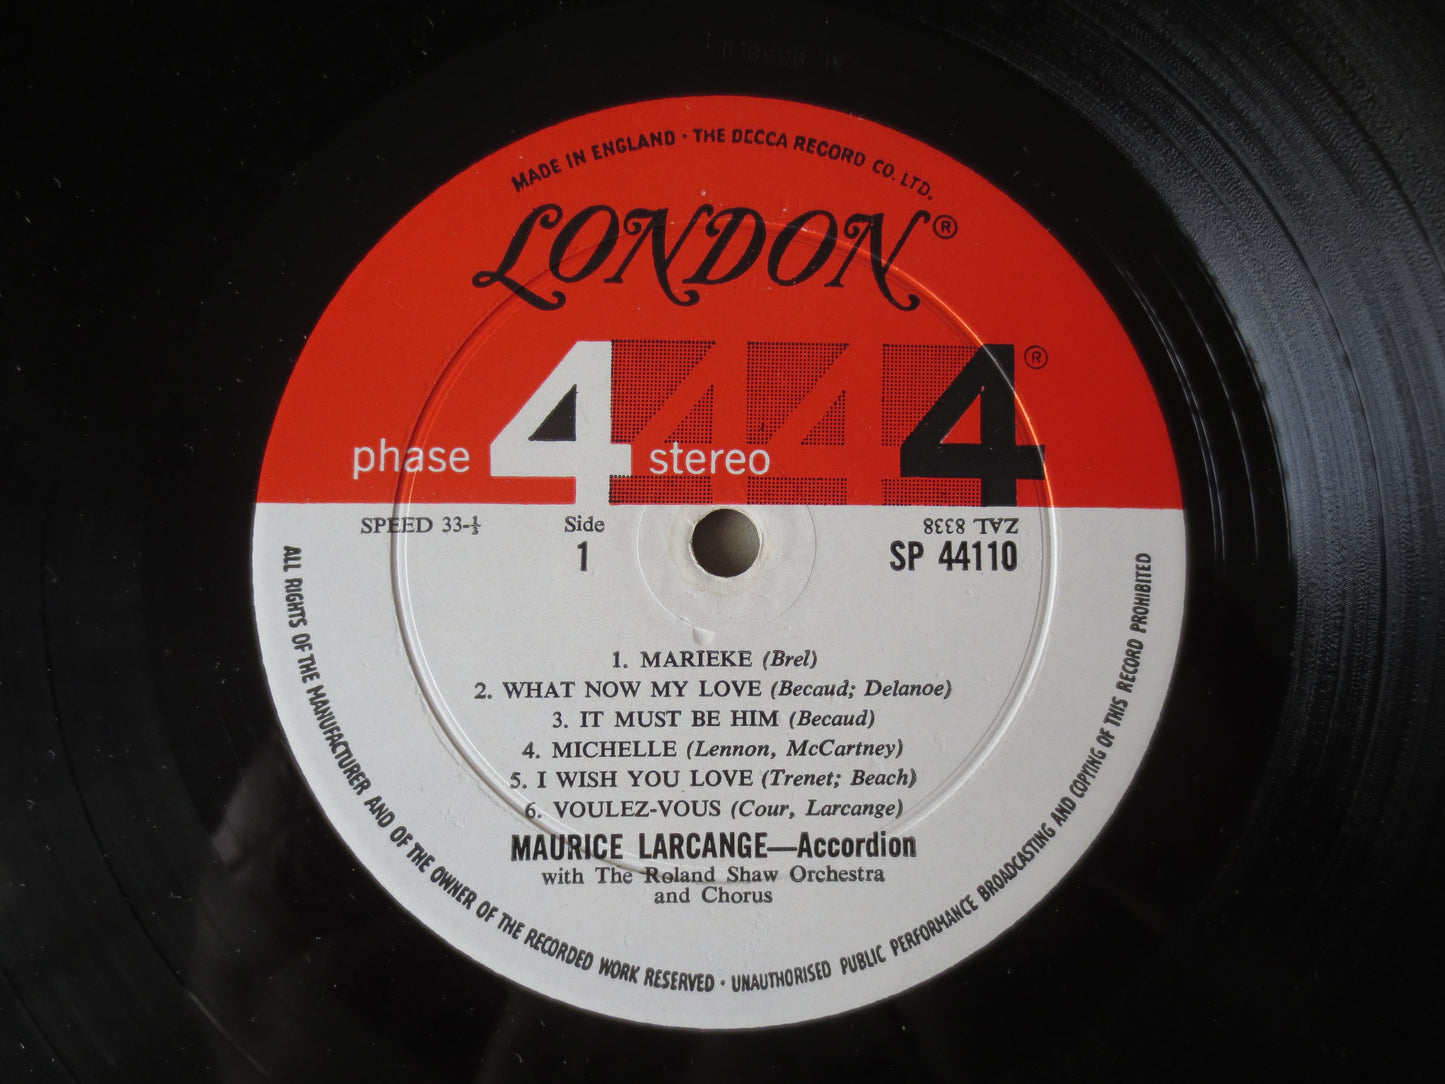 MADE IN ENGLAND · THE DECCA RECORD CO. LTD.
LONDON®
phase 4 stereo 4 4 4®
SPEED 33-⅓
Side
1
ZAL 8338
SP 44110
1. MARIEKE (Brel)
2. WHAT NOW MY LOVE (Becaud; Delanoe)
3. IT MUST BE HIM (Becaud)
4. MICHELLE (Lennon, McCartney)
5. I WISH YOU LOVE (Trenet; Beach)
6. VOULEZ-VOUS (Cour, Larcange)
MAURICE LARCANGE—Accordion
with The Roland Shaw Orchestra
and Chorus
ALL RIGHTS OF THE MANUFACTURER AND OF THE OWNER OF THE RECORDED WORK RESERVED · UNAUTHORISED PUBLIC PERFORMANCE BROADCASTING AND COPYING OF THIS RECORD PROHIBITED